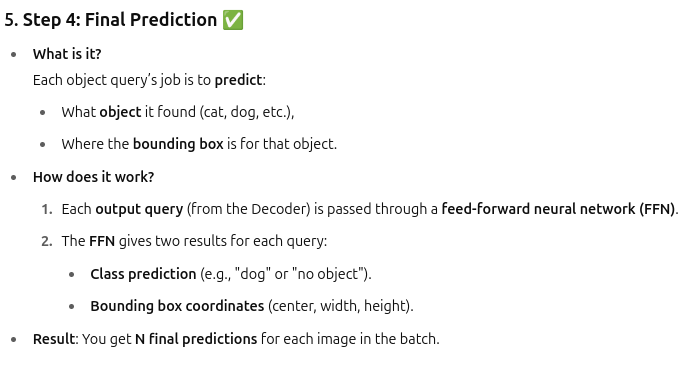 5. Step 4: Final Prediction ✅
• What is it?
Each object query’s job is to predict:
• What object it found (cat, dog, etc.),
• Where the bounding box is for that object.
• How does it work?
1. Each output query (from the Decoder) is passed through a feed-forward neural network (FFN).
2. The FFN gives two results for each query:
• Class prediction (e.g., "dog" or "no object").
• Bounding box coordinates (center, width, height).
• Result: You get N final predictions for each image in the batch.